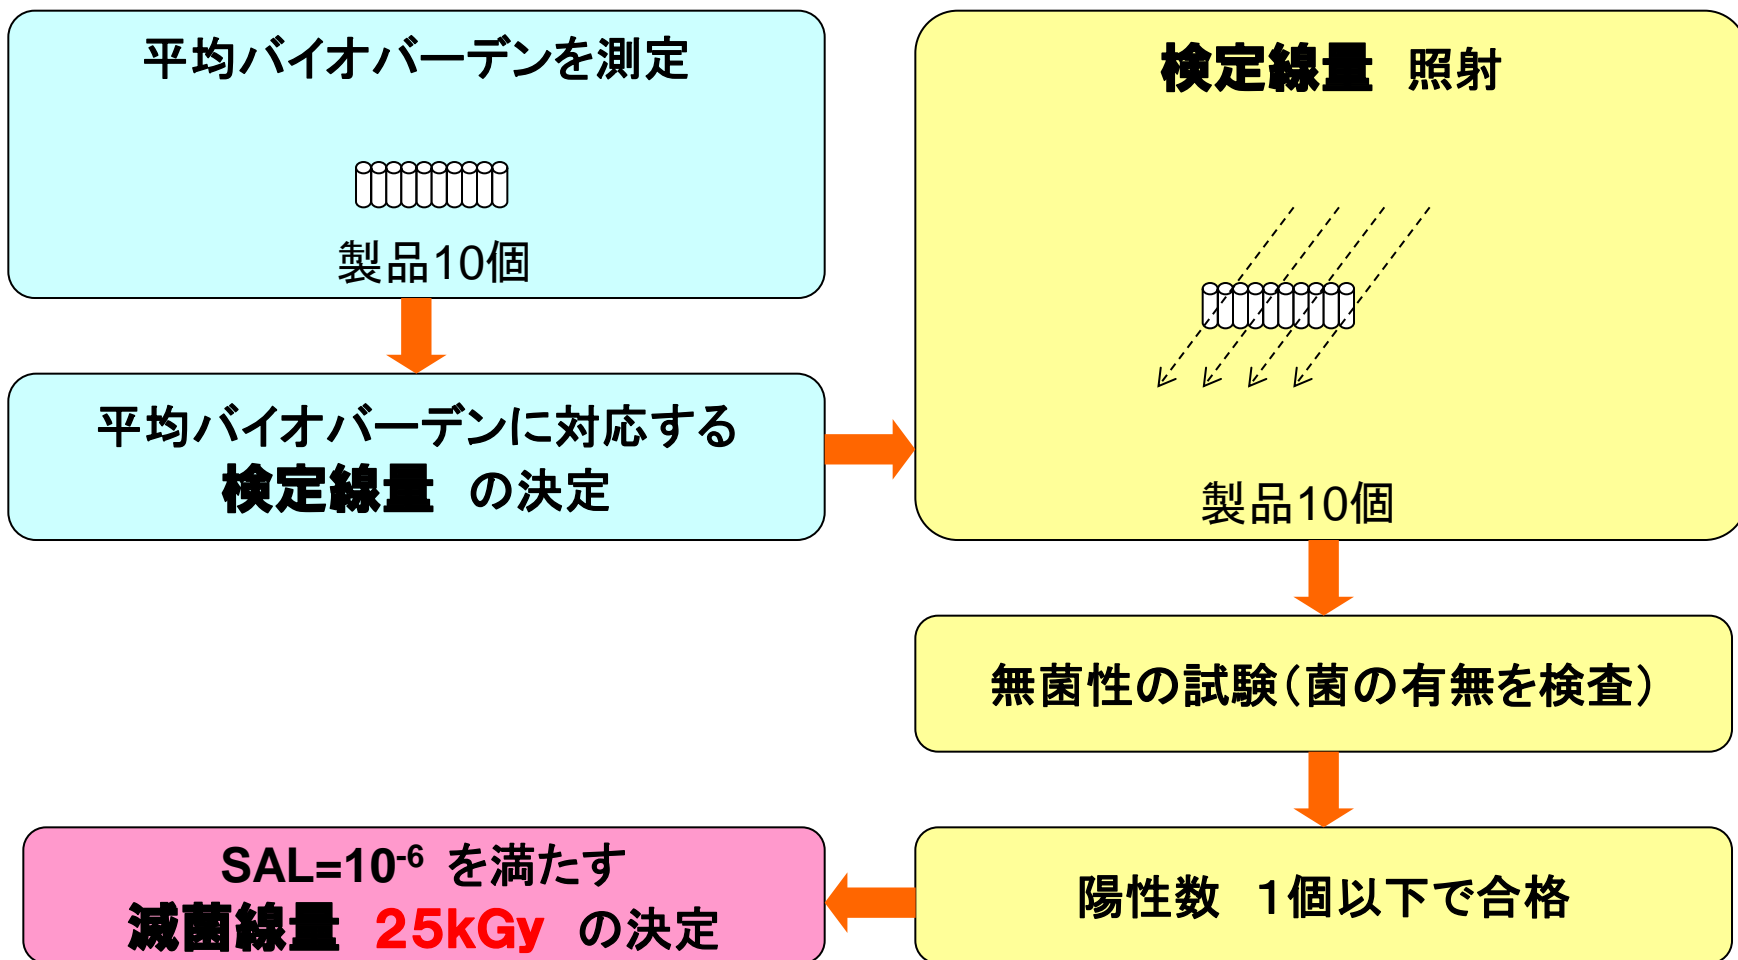 平均バイオバーデンを測定
製品10個
平均バイオバーデンに対応する
検定線量 の決定
検定線量 照射
製品10個
無菌性の試験（菌の有無を検査）
陽性数 1個以下で合格
SAL=10⁻⁶ を満たす
滅菌線量 25kGy の決定